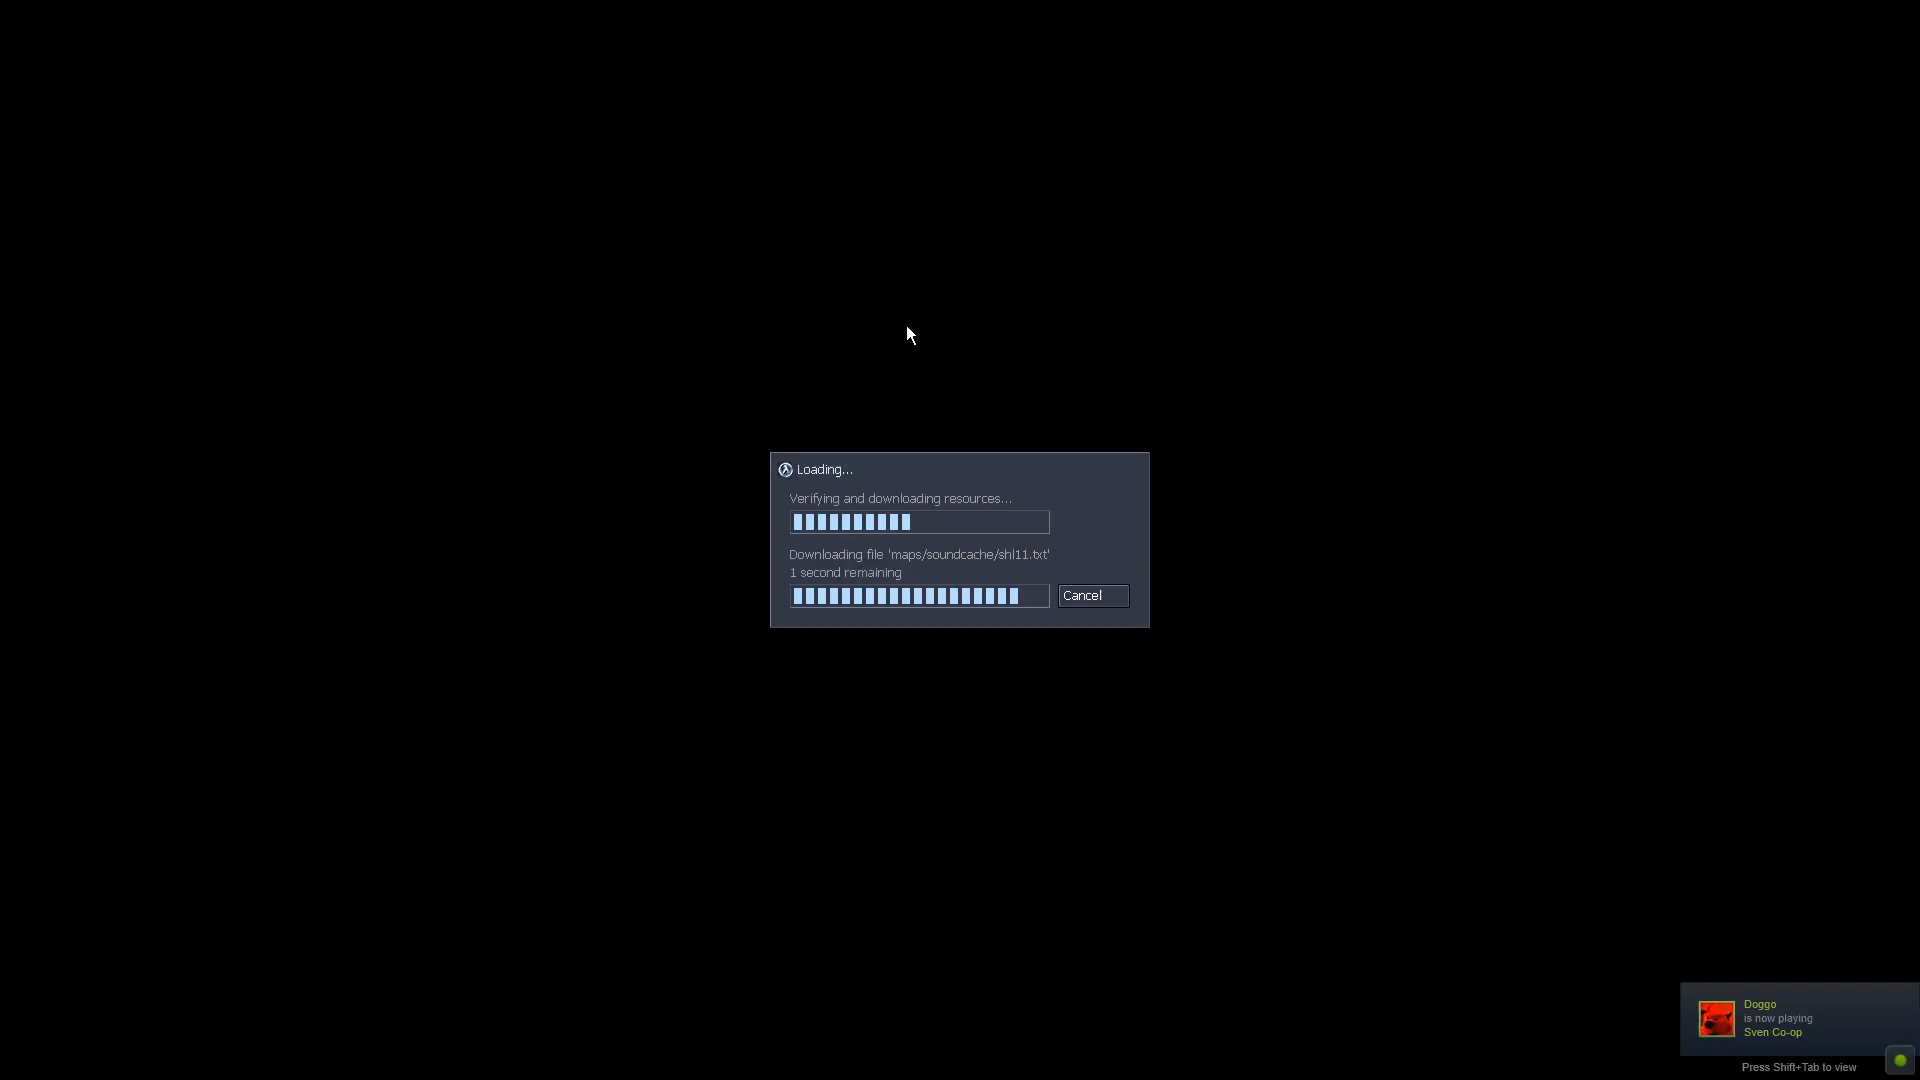 Loading...
Verifying and downloading resources...
Downloading file 'maps/soundcache/shl11.txt'
1 second remaining
Cancel
Doggo
is now playing
Sven Co-op
Press Shift+Tab to view